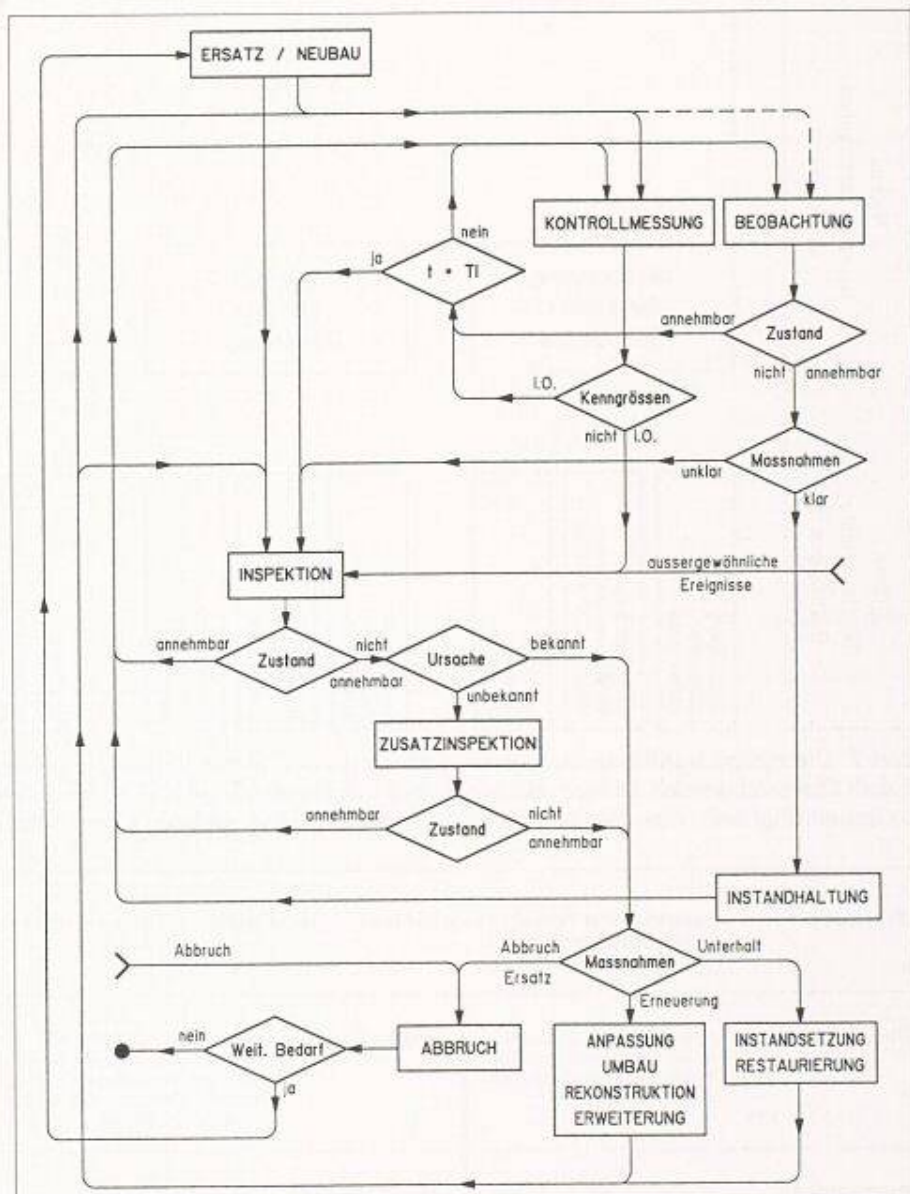 ERSATZ / NEUBAU
KONTROLLMESSUNG
BEOBACHTUNG
nein
ja
t • TI
annehmbar
Zustand
nicht annehmbar
I.O.
Kenngrössen
nicht I.O.
Massnahmen
unklar
klar
INSPEKTION
aussergewöhnliche
Ereignisse
annehmbar
Zustand
nicht
annehmbar
Ursache
bekannt
unbekannt
ZUSATZINSPEKTION
annehmbar
Zustand
nicht
annehmbar
INSTANDHALTUNG
Abbruch
Abbruch
Ersatz
Massnahmen
Unterhalt
Erneuerung
nein
Weit. Bedarf
ja
ABBRUCH
ANPASSUNG
UMBAU
REKONSTRUKTION
ERWEITERUNG
INSTANDSETZUNG
RESTAURIERUNG